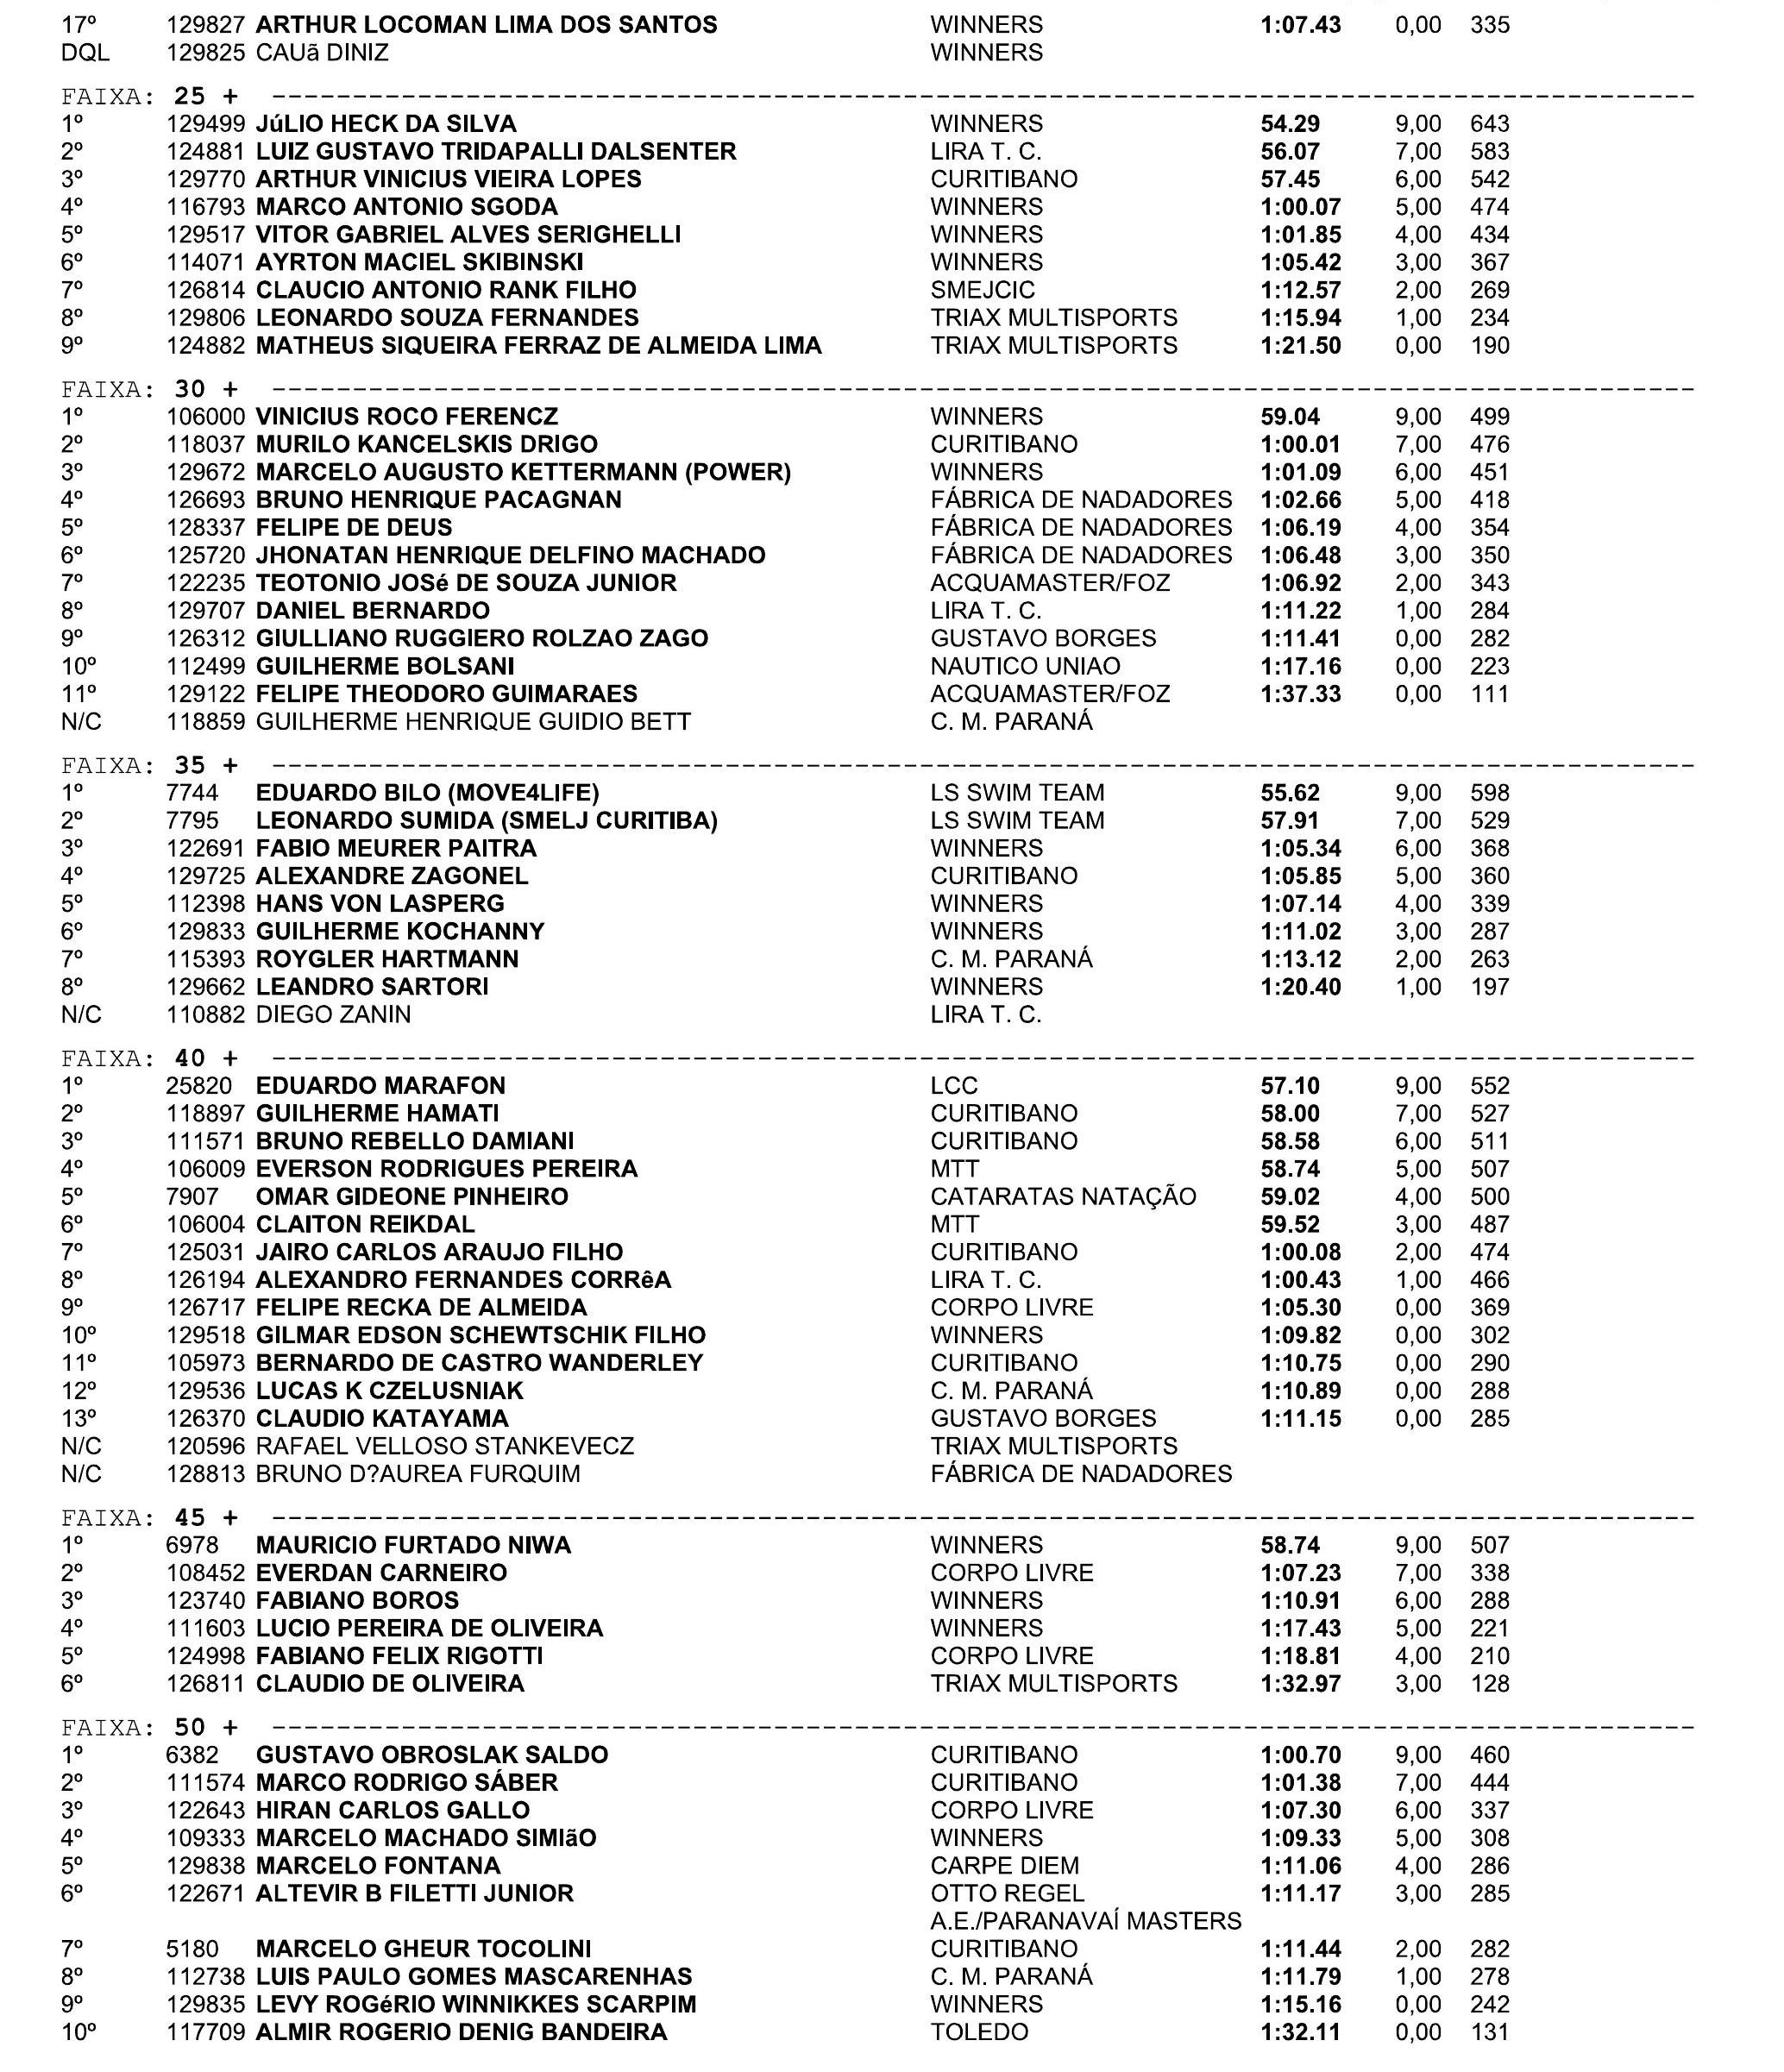 17º 129827 ARTHUR LOCOMAN LIMA DOS SANTOS WINNERS 1:07.43 0,00 335
DQL 129825 CAUã DINIZ WINNERS
FAIXA: 25 + ------------------------------------------------------------------------------------------
1º 129499 JúLIO HECK DA SILVA WINNERS 54.29 9,00 643
2º 124881 LUIZ GUSTAVO TRIDAPALLI DALSENTER LIRA T. C. 56.07 7,00 583
3º 129770 ARTHUR VINICIUS VIEIRA LOPES CURITIBANO 57.45 6,00 542
4º 116793 MARCO ANTONIO SGODA WINNERS 1:00.07 5,00 474
5º 129517 VITOR GABRIEL ALVES SERIGHELLI WINNERS 1:01.85 4,00 434
6º 114071 AYRTON MACIEL SKIBINSKI WINNERS 1:05.42 3,00 367
7º 126814 CLAUCIO ANTONIO RANK FILHO SMEJCIC 1:12.57 2,00 269
8º 129806 LEONARDO SOUZA FERNANDES TRIAX MULTISPORTS 1:15.94 1,00 234
9º 124882 MATHEUS SIQUEIRA FERRAZ DE ALMEIDA LIMA TRIAX MULTISPORTS 1:21.50 0,00 190
FAIXA: 30 + ------------------------------------------------------------------------------------------
1º 106000 VINICIUS ROCO FERENCZ WINNERS 59.04 9,00 499
2º 118037 MURILO KANCELSKIS DRIGO CURITIBANO 1:00.01 7,00 476
3º 129672 MARCELO AUGUSTO KETTERMANN (POWER) WINNERS 1:01.09 6,00 451
4º 126693 BRUNO HENRIQUE PACAGNAN FÁBRICA DE NADADORES 1:02.66 5,00 418
5º 128337 FELIPE DE DEUS FÁBRICA DE NADADORES 1:06.19 4,00 354
6º 125720 JHONATAN HENRIQUE DELFINO MACHADO FÁBRICA DE NADADORES 1:06.48 3,00 350
7º 122235 TEOTONIO JOSé DE SOUZA JUNIOR ACQUAMASTER/FOZ 1:06.92 2,00 343
8º 129707 DANIEL BERNARDO LIRA T. C. 1:11.22 1,00 284
9º 126312 GIULLIANO RUGGIERO ROLZAO ZAGO GUSTAVO BORGES 1:11.41 0,00 282
10º 112499 GUILHERME BOLSANI NAUTICO UNIAO 1:17.16 0,00 223
11º 129122 FELIPE THEODORO GUIMARAES ACQUAMASTER/FOZ 1:37.33 0,00 111
N/C 118859 GUILHERME HENRIQUE GUIDIO BETT C. M. PARANÁ
FAIXA: 35 + ------------------------------------------------------------------------------------------
1º 7744 EDUARDO BILO (MOVE4LIFE) LS SWIM TEAM 55.62 9,00 598
2º 7795 LEONARDO SUMIDA (SMELJ CURITIBA) LS SWIM TEAM 57.91 7,00 529
3º 122691 FABIO MEURER PAITRA WINNERS 1:05.34 6,00 368
4º 129725 ALEXANDRE ZAGONEL CURITIBANO 1:05.85 5,00 360
5º 112398 HANS VON LASPERG WINNERS 1:07.14 4,00 339
6º 129833 GUILHERME KOCHANNY WINNERS 1:11.02 3,00 287
7º 115393 ROYGLER HARTMANN C. M. PARANÁ 1:13.12 2,00 263
8º 129662 LEANDRO SARTORI WINNERS 1:20.40 1,00 197
N/C 110882 DIEGO ZANIN LIRA T. C.
FAIXA: 40 + ------------------------------------------------------------------------------------------
1º 25820 EDUARDO MARAFON LCC 57.10 9,00 552
2º 118897 GUILHERME HAMATI CURITIBANO 58.00 7,00 527
3º 111571 BRUNO REBELLO DAMIANI CURITIBANO 58.58 6,00 511
4º 106009 EVERSON RODRIGUES PEREIRA MTT 58.74 5,00 507
5º 7907 OMAR GIDEONE PINHEIRO CATARATAS NATAÇÃO 59.02 4,00 500
6º 106004 CLAITON REIKDAL MTT 59.52 3,00 487
7º 125031 JAIRO CARLOS ARAUJO FILHO CURITIBANO 1:00.08 2,00 474
8º 126194 ALEXANDRO FERNANDES CORRêA LIRA T. C. 1:00.43 1,00 466
9º 126717 FELIPE RECKA DE ALMEIDA CORPO LIVRE 1:05.30 0,00 369
10º 129518 GILMAR EDSON SCHEWTSCHIK FILHO WINNERS 1:09.82 0,00 302
11º 105973 BERNARDO DE CASTRO WANDERLEY CURITIBANO 1:10.75 0,00 290
12º 129536 LUCAS K CZELUSNIAK C. M. PARANÁ 1:10.89 0,00 288
13º 126370 CLAUDIO KATAYAMA GUSTAVO BORGES 1:11.15 0,00 285
N/C 120596 RAFAEL VELLOSO STANKEVECZ TRIAX MULTISPORTS
N/C 128813 BRUNO D?AUREA FURQUIM FÁBRICA DE NADADORES
FAIXA: 45 + ------------------------------------------------------------------------------------------
1º 6978 MAURICIO FURTADO NIWA WINNERS 58.74 9,00 507
2º 108452 EVERDAN CARNEIRO CORPO LIVRE 1:07.23 7,00 338
3º 123740 FABIANO BOROS WINNERS 1:10.91 6,00 288
4º 111603 LUCIO PEREIRA DE OLIVEIRA WINNERS 1:17.43 5,00 221
5º 124998 FABIANO FELIX RIGOTTI CORPO LIVRE 1:18.81 4,00 210
6º 126811 CLAUDIO DE OLIVEIRA TRIAX MULTISPORTS 1:32.97 3,00 128
FAIXA: 50 + ------------------------------------------------------------------------------------------
1º 6382 GUSTAVO OBROSLAK SALDO CURITIBANO 1:00.70 9,00 460
2º 111574 MARCO RODRIGO SÁBER CURITIBANO 1:01.38 7,00 444
3º 122643 HIRAN CARLOS GALLO CORPO LIVRE 1:07.30 6,00 337
4º 109333 MARCELO MACHADO SIMIãO WINNERS 1:09.33 5,00 308
5º 129838 MARCELO FONTANA CARPE DIEM 1:11.06 4,00 286
6º 122671 ALTEVIR B FILETTI JUNIOR OTTO REGEL 1:11.17 3,00 285
A.E./PARANAVAÍ MASTERS
7º 5180 MARCELO GHEUR TOCOLINI CURITIBANO 1:11.44 2,00 282
8º 112738 LUIS PAULO GOMES MASCARENHAS C. M. PARANÁ 1:11.79 1,00 278
9º 129835 LEVY ROGéRIO WINNIKKES SCARPIM WINNERS 1:15.16 0,00 242
10º 117709 ALMIR ROGERIO DENIG BANDEIRA TOLEDO 1:32.11 0,00 131